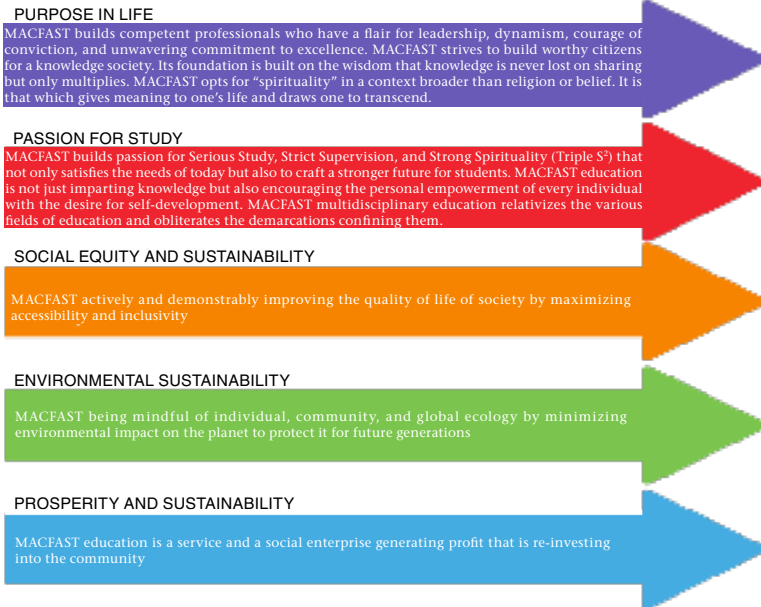 PURPOSE IN LIFE
MACFAST builds competent professionals who have a flair for leadership, dynamism, courage of
conviction, and unwavering commitment to excellence. MACFAST strives to build worthy citizens
for a knowledge society. Its foundation is built on the wisdom that knowledge is never lost on sharing
but only multiplies. MACFAST opts for “spirituality” in a context broader than religion or belief. It is
that which gives meaning to one’s life and draws one to transcend.
PASSION FOR STUDY
MACFAST builds passion for Serious Study, Strict Supervision, and Strong Spirituality (Triple S²) that
not only satisfies the needs of today but also to craft a stronger future for students. MACFAST education
is not just imparting knowledge but also encouraging the personal empowerment of every individual
with the desire for self-development. MACFAST multidisciplinary education relativizes the various
fields of education and obliterates the demarcations confining them.
SOCIAL EQUITY AND SUSTAINABILITY
MACFAST actively and demonstrably improving the quality of life of society by maximizing
accessibility and inclusivity
ENVIRONMENTAL SUSTAINABILITY
MACFAST being mindful of individual, community, and global ecology by minimizing
environmental impact on the planet to protect it for future generations
PROSPERITY AND SUSTAINABILITY
MACFAST education is a service and a social enterprise generating profit that is re-investing
into the community